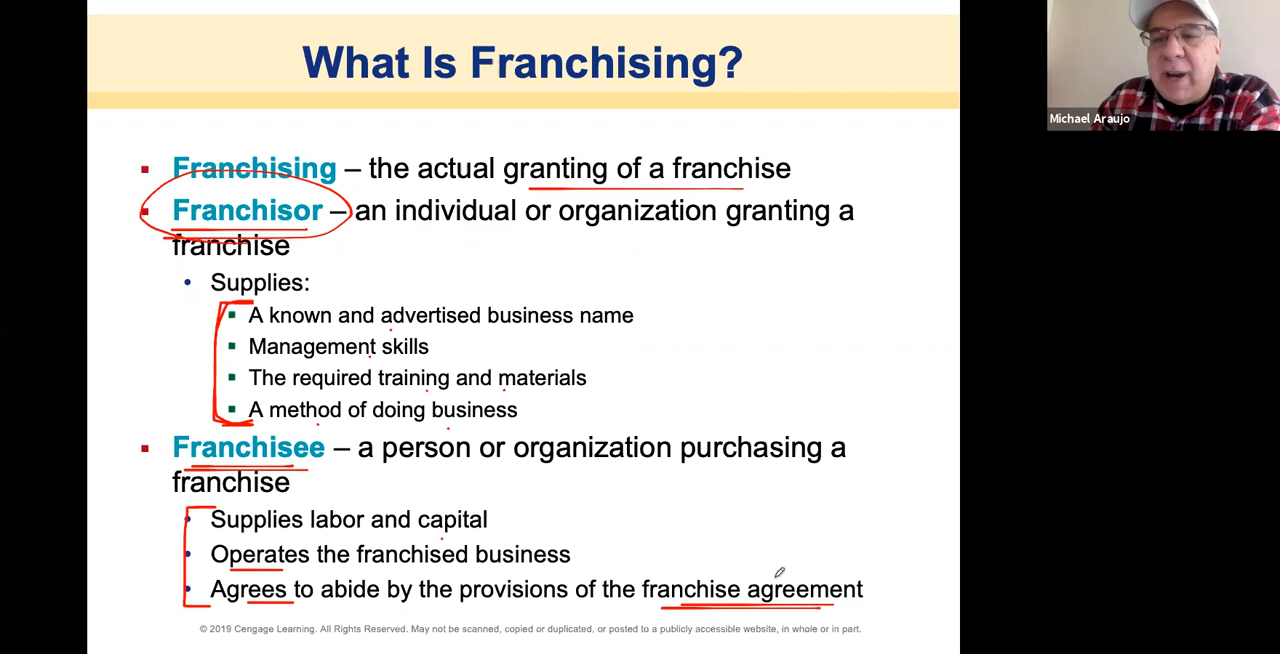 What Is Franchising?
Michael Araujo
▪ Franchising – the actual granting of a franchise
▪ Franchisor – an individual or organization granting a
franchise
• Supplies:
▪ A known and advertised business name
▪ Management skills
▪ The required training and materials
▪ A method of doing business
▪ Franchisee – a person or organization purchasing a
franchise
• Supplies labor and capital
• Operates the franchised business
• Agrees to abide by the provisions of the franchise agreement
© 2019 Cengage Learning. All Rights Reserved. May not be scanned, copied or duplicated, or posted to a publicly accessible website, in whole or in part.